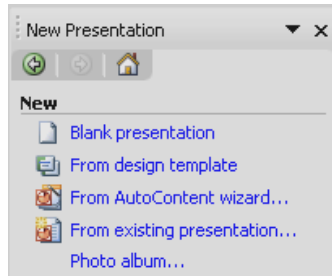 New Presentation
New
Blank presentation
From design template
From AutoContent wizard...
From existing presentation...
Photo album...